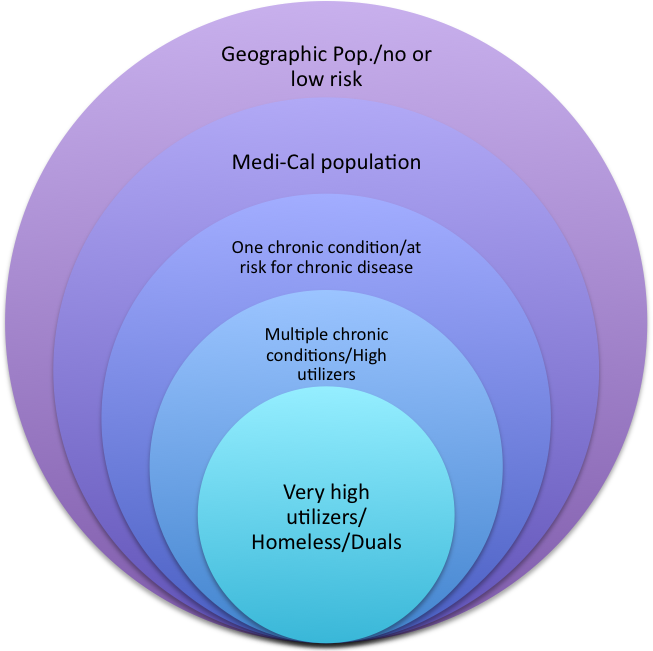 Geographic Pop./no or
low risk
Medi-Cal population
One chronic condition/at
risk for chronic disease
Multiple chronic
conditions/High
utilizers
Very high
utilizers/
Homeless/Duals